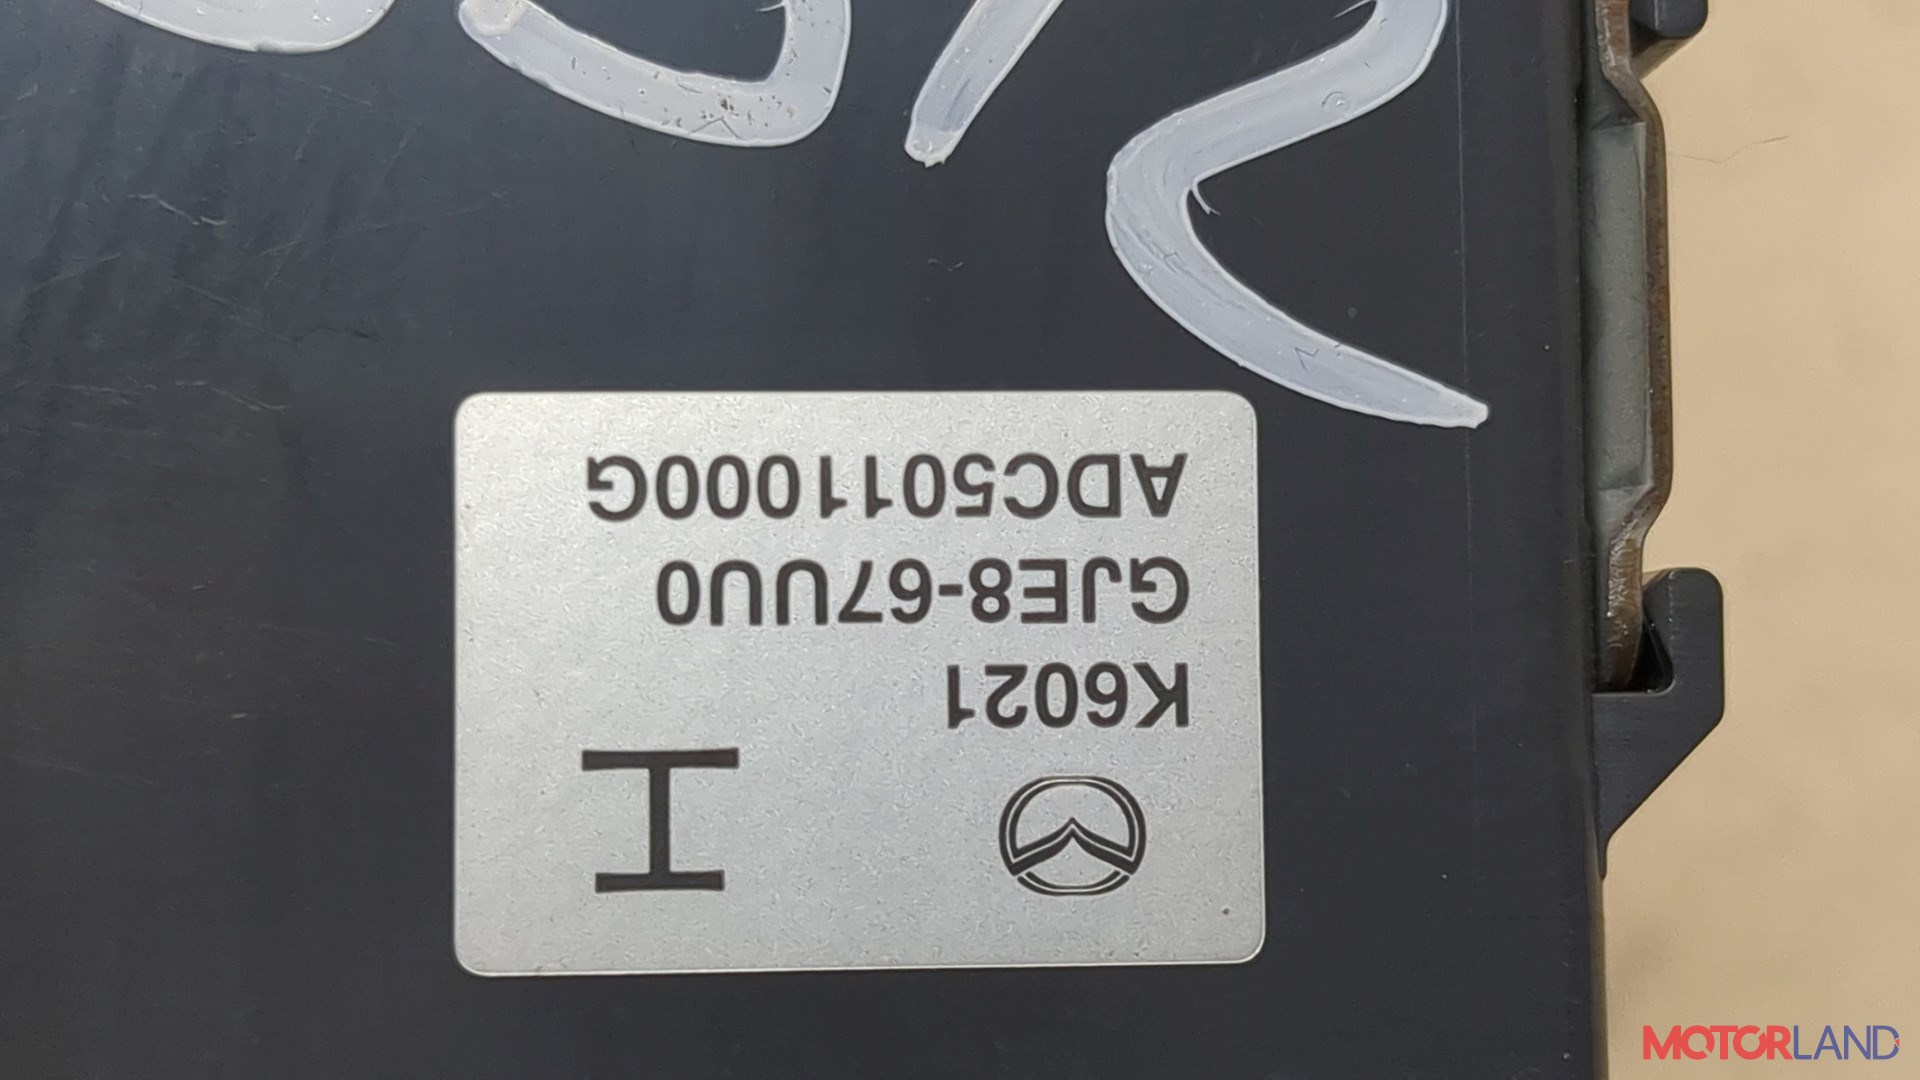 I
K6021
GJE8-67UU0
ADC5011000G
MOTORLAND